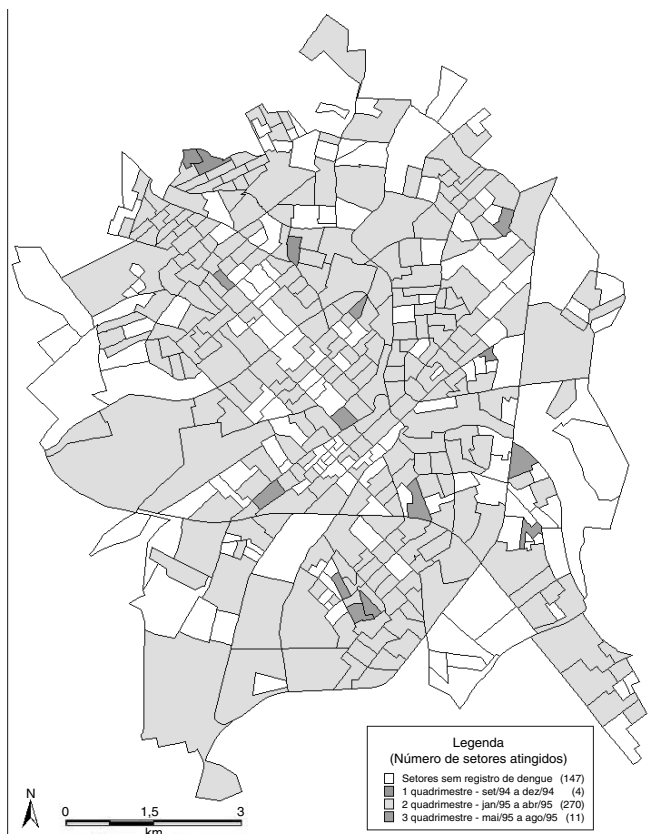 Legenda
(Número de setores atingidos)
Setores sem registro de dengue (147)
1 quadrimestre - set/94 a dez/94 (4)
2 quadrimestre - jan/95 a abr/95 (270)
3 quadrimestre - mai/95 a ago/95 (11)
N
0 1,5 3
km